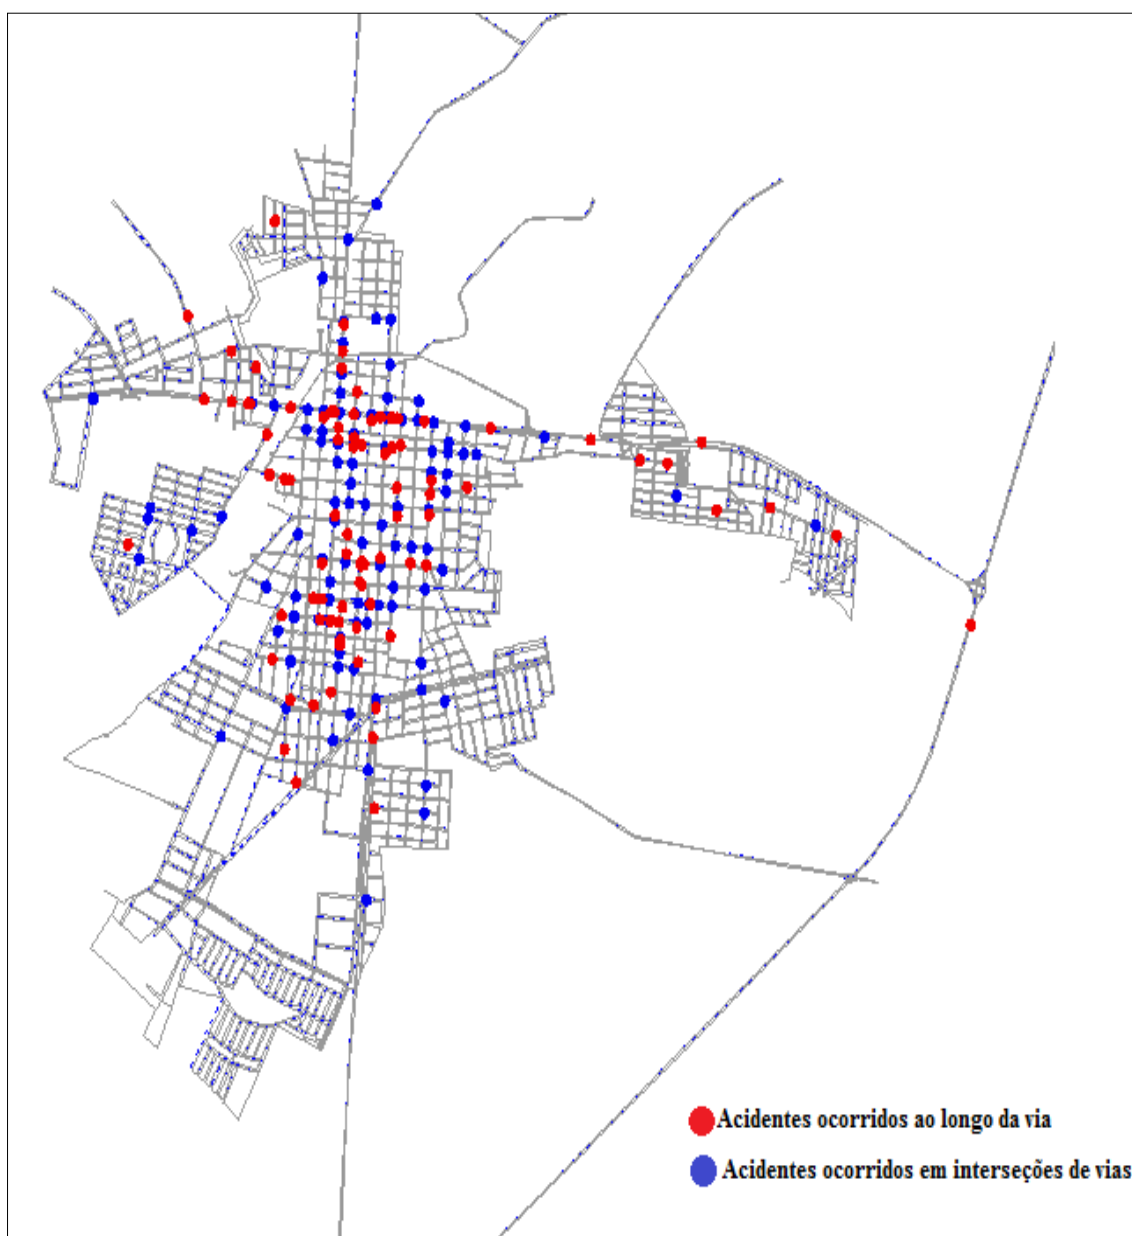 Acidentes ocorridos ao longo da via
Acidentes ocorridos em interseções de vias